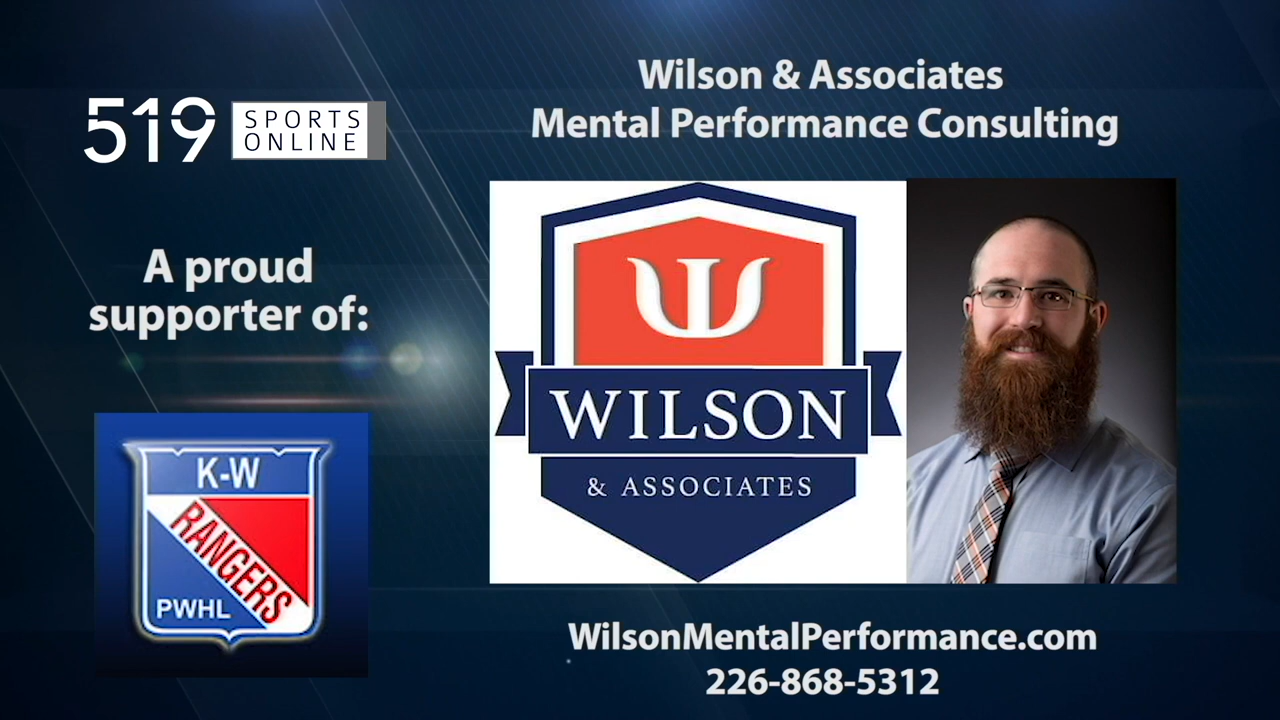 519 SPORTS
ONLINE
A proud
supporter of:
K-W
RANGERS
PWHL
Wilson & Associates
Mental Performance Consulting
Ψ
WILSON
& ASSOCIATES
WilsonMentalPerformance.com
226-868-5312